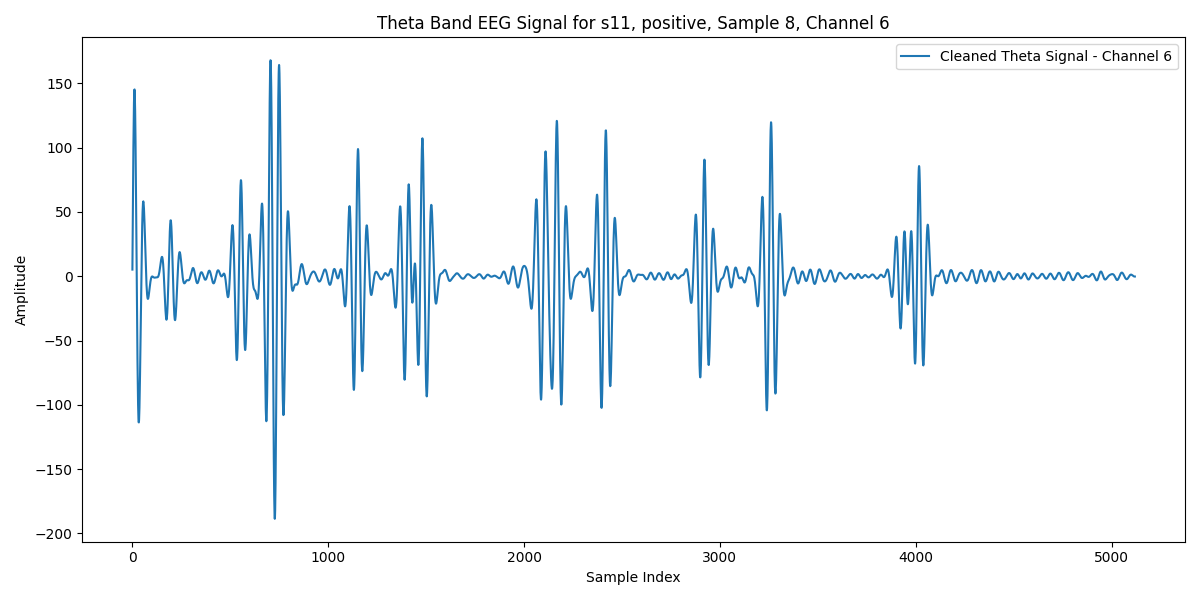 Theta Band EEG Signal for s11, positive, Sample 8, Channel 6
Cleaned Theta Signal - Channel 6
Amplitude
150
100
50
0
−50
−100
−150
−200
0 1000 2000 3000 4000 5000
Sample Index